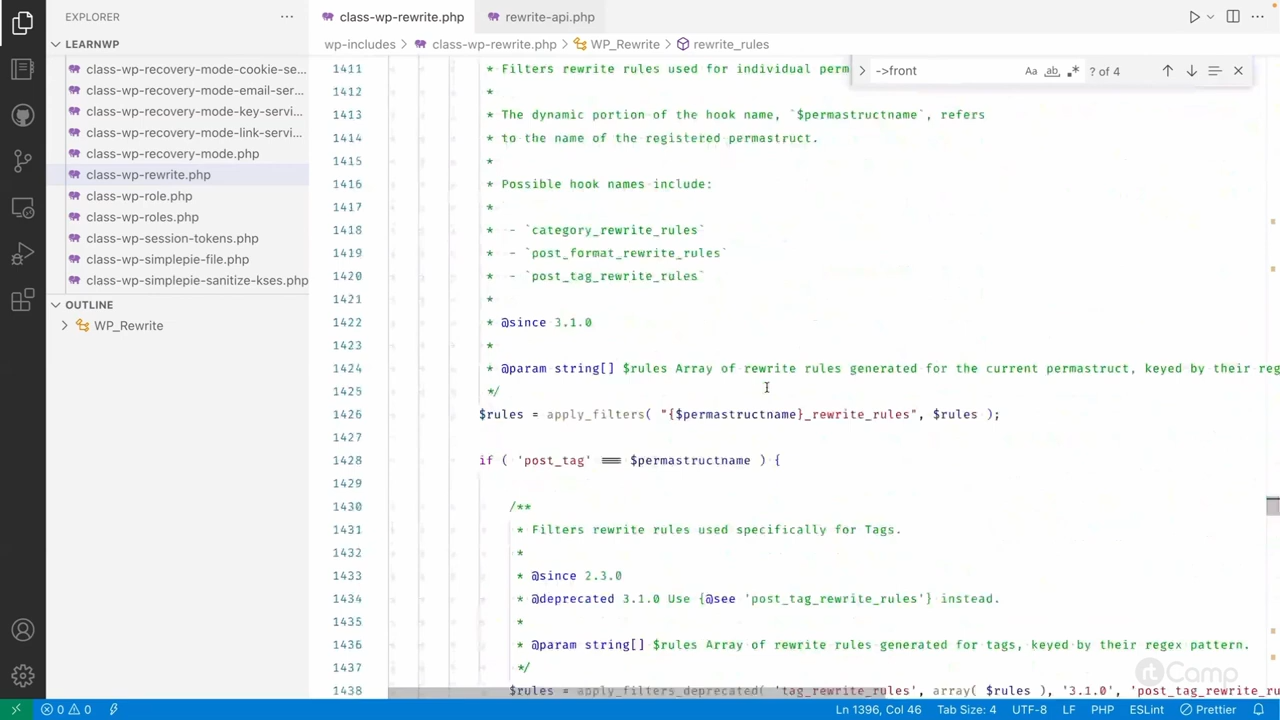 EXPLORER
class-wp-rewrite.php
rewrite-api.php
LEARNWP
wp-includes > class-wp-rewrite.php > WP_Rewrite > rewrite_rules
class-wp-recovery-mode-cookie-se...
class-wp-recovery-mode-email-ser...
class-wp-recovery-mode-key-servi...
class-wp-recovery-mode-link-servi...
class-wp-recovery-mode.php
class-wp-rewrite.php
class-wp-role.php
class-wp-roles.php
class-wp-session-tokens.php
class-wp-simplepie-file.php
class-wp-simplepie-sanitize-kses.php
OUTLINE
WP_Rewrite
->front
Aa ab, .* ? of 4
1411 * Filters rewrite rules used for individual perm
1412 *
1413 * The dynamic portion of the hook name, `$permastructname`, refers
1414 * to the name of the registered permastruct.
1415 *
1416 * Possible hook names include:
1417 *
1418 * - `category_rewrite_rules`
1419 * - `post_format_rewrite_rules`
1420 * - `post_tag_rewrite_rules`
1421 *
1422 * @since 3.1.0
1423 *
1424 * @param string[] $rules Array of rewrite rules generated for the current permastruct, keyed by their reg
1425 */
1426 $rules = apply_filters( "{$permastructname}_rewrite_rules", $rules );
1427
1428 if ( 'post_tag' === $permastructname ) {
1429
1430 /**
1431 * Filters rewrite rules used specifically for Tags.
1432 *
1433 * @since 2.3.0
1434 * @deprecated 3.1.0 Use {@see 'post_tag_rewrite_rules'} instead.
1435 *
1436 * @param string[] $rules Array of rewrite rules generated for tags, keyed by their regex pattern.
1437 */
1438 $rules = apply_filters_deprecated( 'tag_rewrite_rules', array( $rules ), '3.1.0', 'post_tag_rewrite_ru
rtCamp
0 0 Ln 1396, Col 46 Tab Size: 4 UTF-8 LF PHP ESLint Prettier